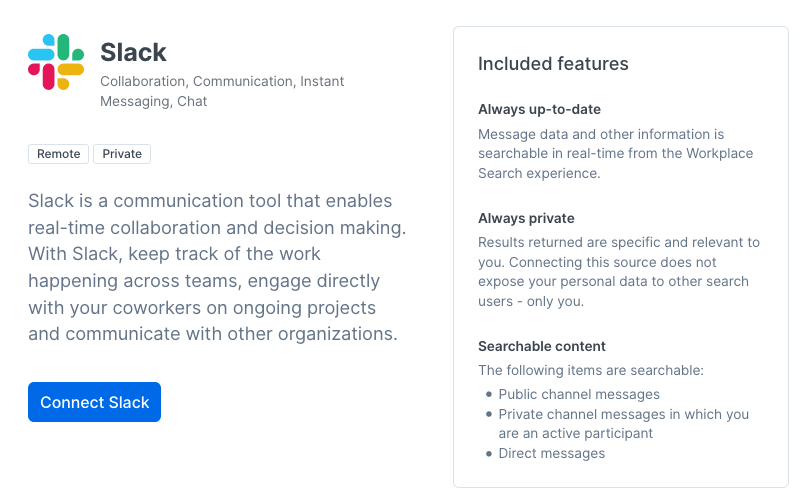 Slack
Collaboration, Communication, Instant
Messaging, Chat
Remote
Private
Slack is a communication tool that enables
real-time collaboration and decision making.
With Slack, keep track of the work
happening across teams, engage directly
with your coworkers on ongoing projects
and communicate with other organizations.
Connect Slack
Included features
Always up-to-date
Message data and other information is
searchable in real-time from the Workplace
Search experience.
Always private
Results returned are specific and relevant to
you. Connecting this source does not
expose your personal data to other search
users - only you.
Searchable content
The following items are searchable:
• Public channel messages
• Private channel messages in which you
are an active participant
• Direct messages